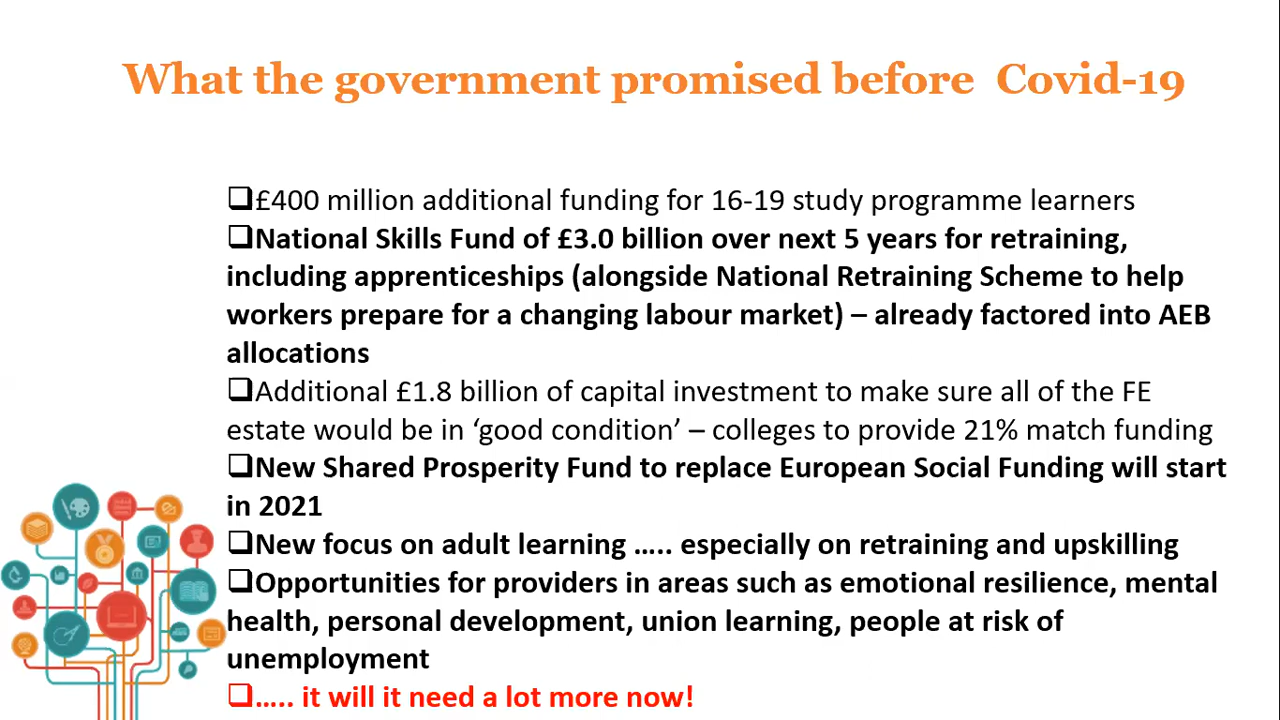 What the government promised before Covid-19
❑£400 million additional funding for 16-19 study programme learners
❑National Skills Fund of £3.0 billion over next 5 years for retraining,
including apprenticeships (alongside National Retraining Scheme to help
workers prepare for a changing labour market) – already factored into AEB
allocations
❑Additional £1.8 billion of capital investment to make sure all of the FE
estate would be in ‘good condition’ – colleges to provide 21% match funding
❑New Shared Prosperity Fund to replace European Social Funding will start
in 2021
❑New focus on adult learning ….. especially on retraining and upskilling
❑Opportunities for providers in areas such as emotional resilience, mental
health, personal development, union learning, people at risk of
unemployment
❑….. it will it need a lot more now!